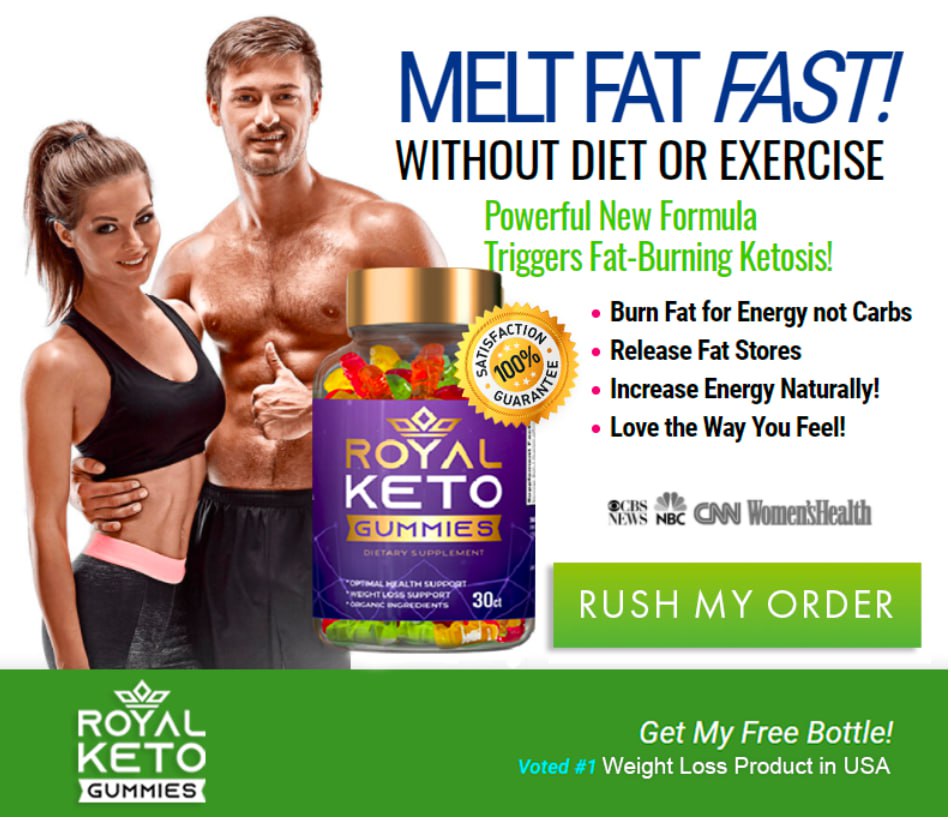 MELT FAT FAST!
WITHOUT DIET OR EXERCISE
Powerful New Formula
Triggers Fat-Burning Ketosis!
Burn Fat for Energy not Carbs
Release Fat Stores
Increase Energy Naturally!
Love the Way You Feel!
SATISFACTION
100%
GUARANTEE
ROYAL
KETO
GUMMIES
DIETARY SUPPLEMENT
*OPTIMAL HEALTH SUPPORT
*WEIGHT LOSS SUPPORT
*ORGANIC INGREDIENTS
30ct
CBS NEWS NBC CNN Women'sHealth
RUSH MY ORDER
ROYAL
KETO
GUMMIES
Get My Free Bottle!
Voted #1 Weight Loss Product in USA